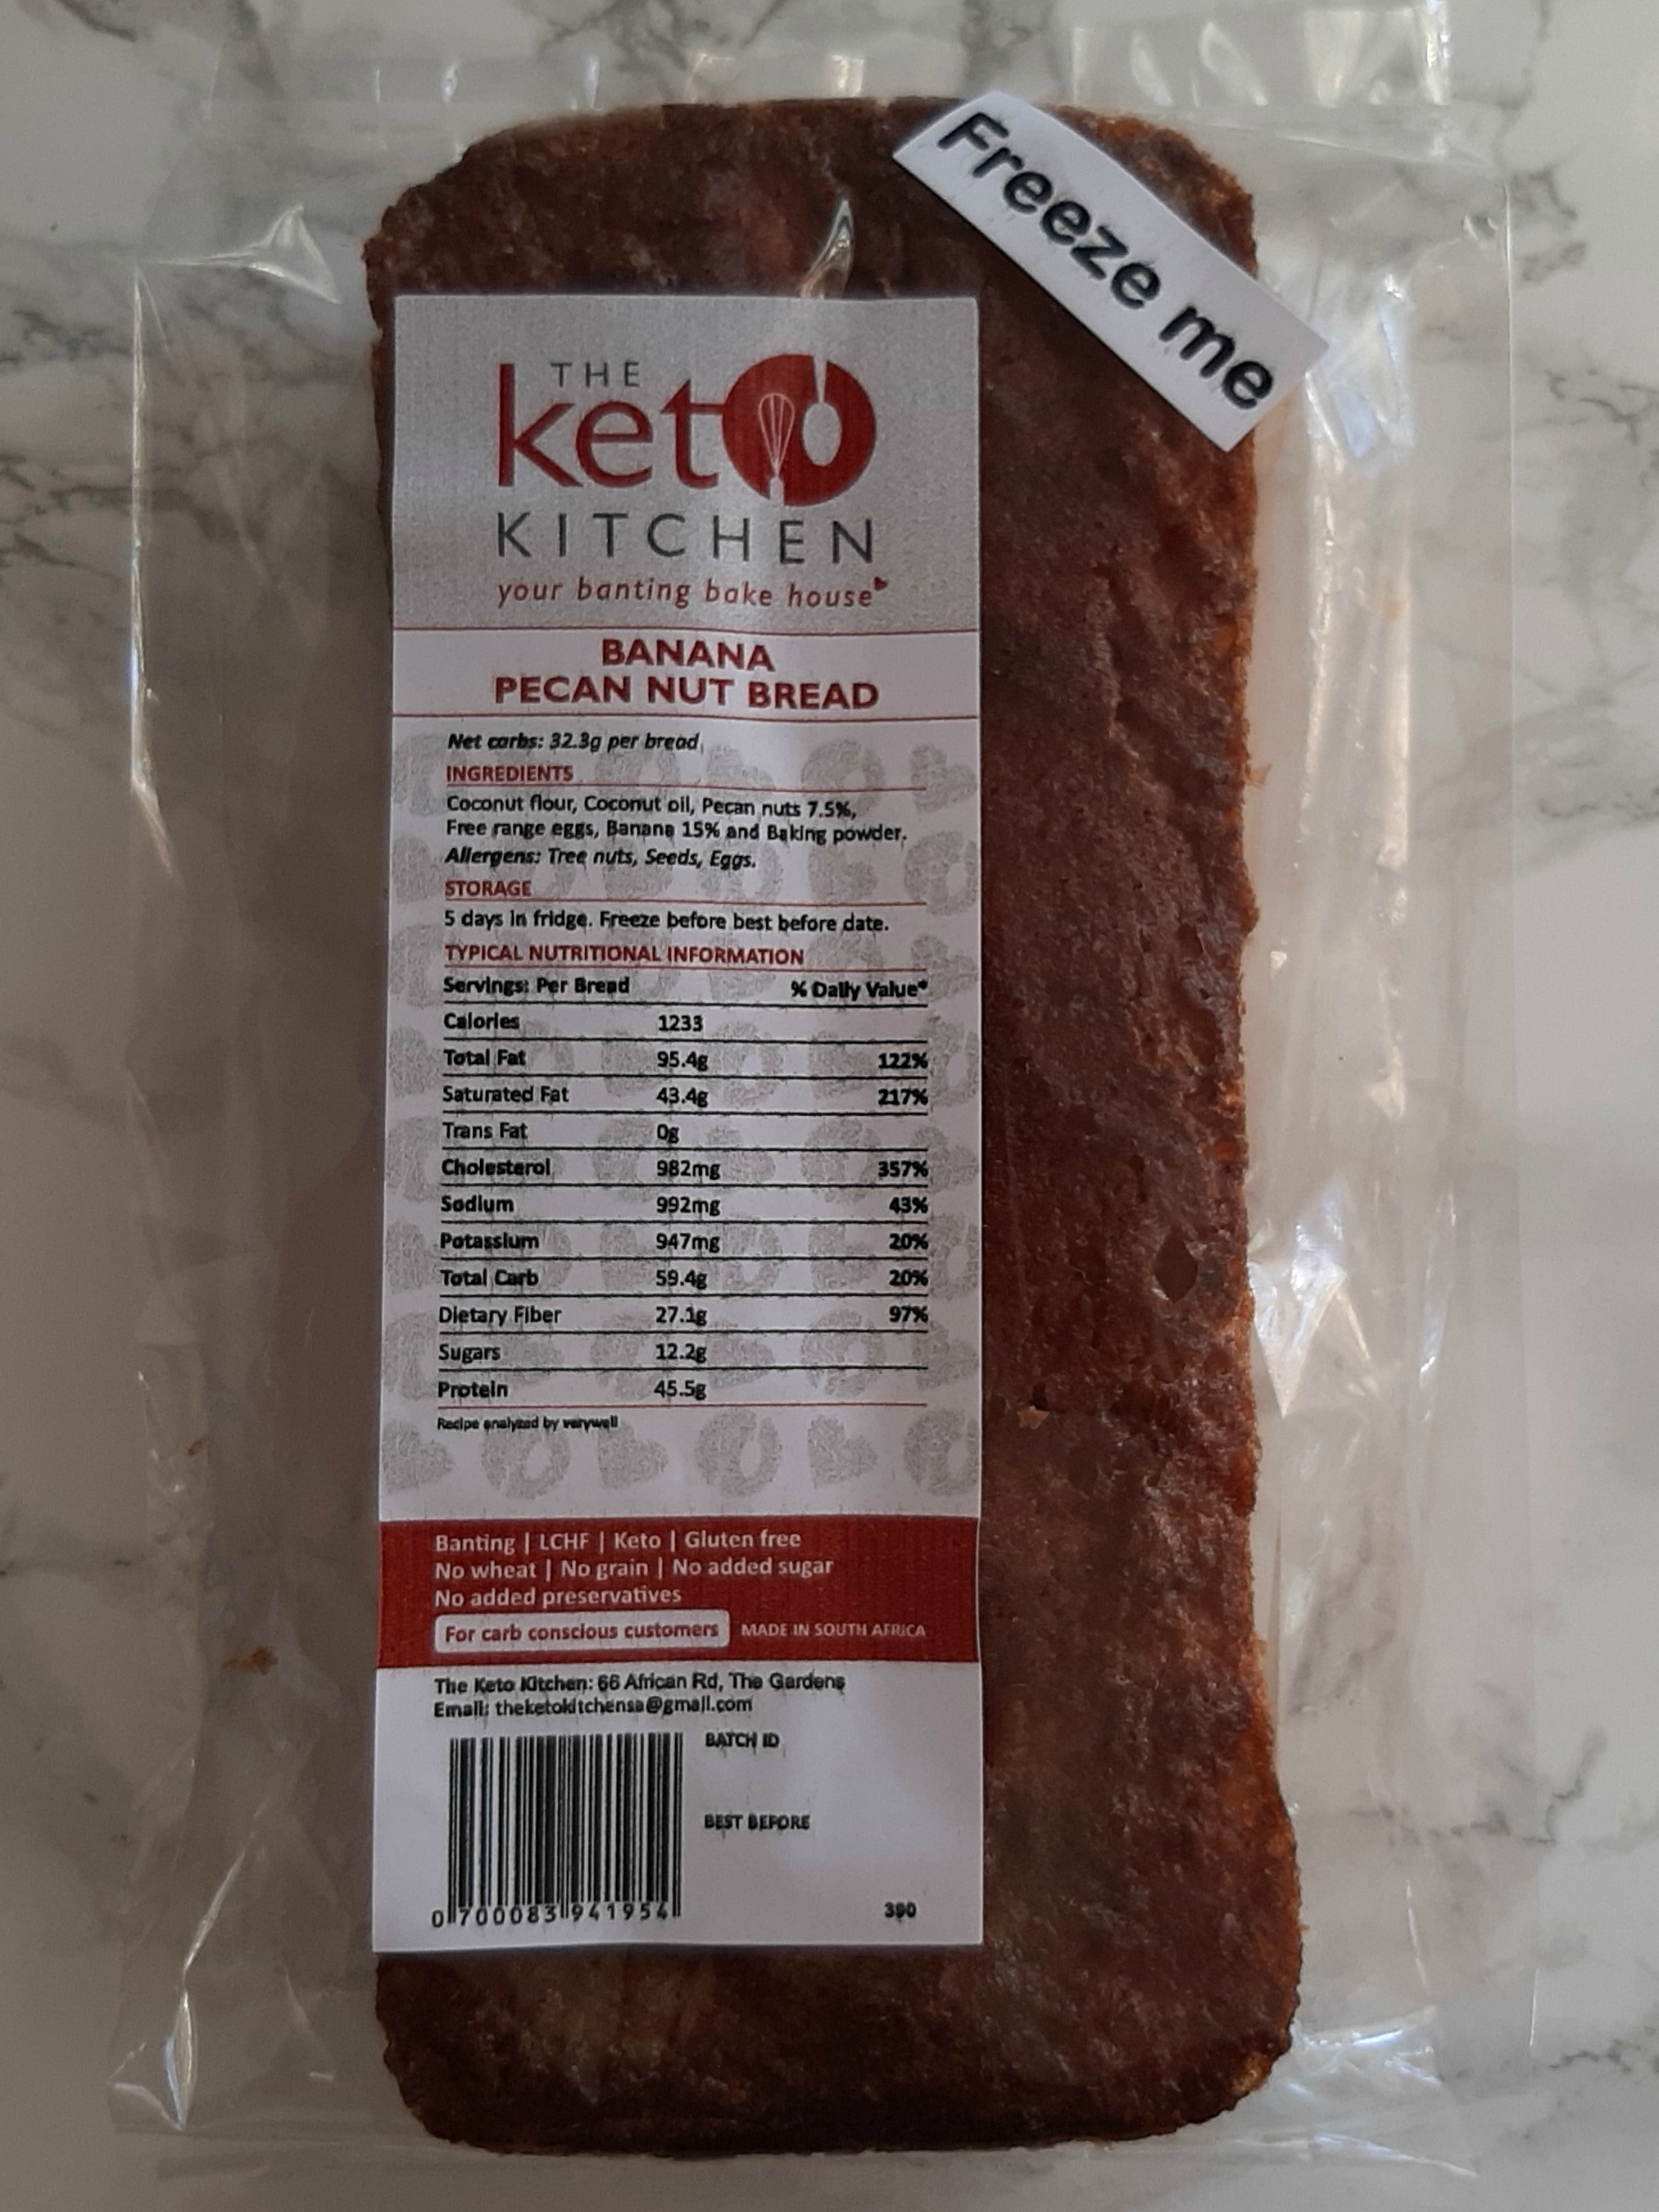 Freeze me
THE
keto
KITCHEN
your banting bake house
BANANA
PECAN NUT BREAD
Net carbs: 32.3g per bread
INGREDIENTS
Coconut flour, Coconut oil, Pecan nuts 7.5%,
Free range eggs, Banana 15% and Baking powder.
Allergens: Tree nuts, Seeds, Eggs.
STORAGE
5 days in fridge. Freeze before best before date.
TYPICAL NUTRITIONAL INFORMATION
Servings: Per Bread % Daily Value*
Calories 1233
Total Fat 95.4g 122%
Saturated Fat 43.4g 217%
Trans Fat 0g
Cholesterol 982mg 357%
Sodium 992mg 43%
Potassium 947mg 20%
Total Carb 59.4g 20%
Dietary Fiber 27.1g 97%
Sugars 12.2g
Protein 45.5g
Recipe analyzed by verywell
Banting | LCHF | Keto | Gluten free
No wheat | No grain | No added sugar
No added preservatives
For carb conscious customers MADE IN SOUTH AFRICA
The Keto Kitchen: 66 African Rd, The Gardens
Email: theketokitchensa@gmail.com
BATCH ID
BEST BEFORE
0 700083 941954
390